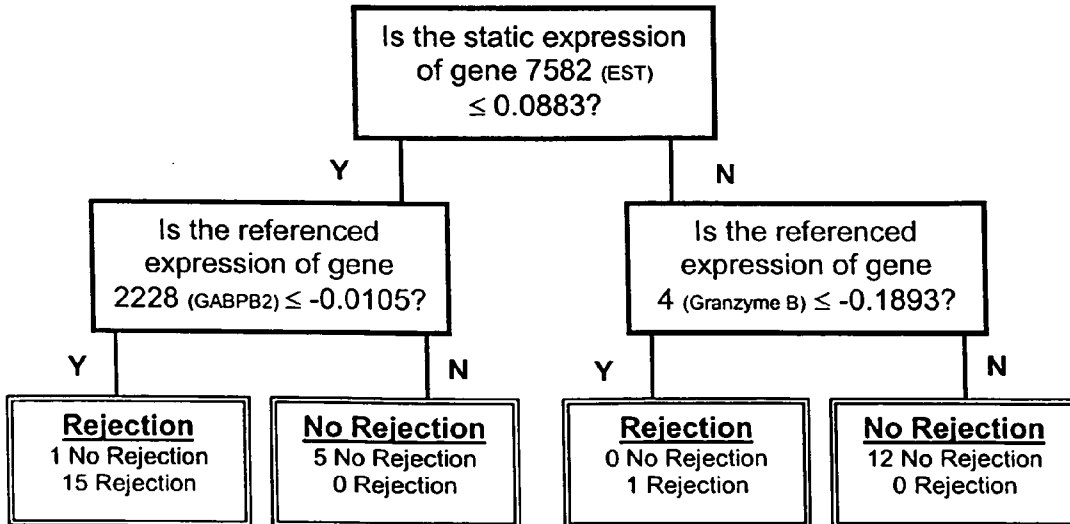 Is the static expression
of gene 7582 (EST)
≤ 0.0883?
Y
N
Is the referenced
expression of gene
2228 (GABPB2) ≤ -0.0105?
Is the referenced
expression of gene
4 (Granzyme B) ≤ -0.1893?
Y
N
Y
N
Rejection
1 No Rejection
15 Rejection
No Rejection
5 No Rejection
0 Rejection
Rejection
0 No Rejection
1 Rejection
No Rejection
12 No Rejection
0 Rejection